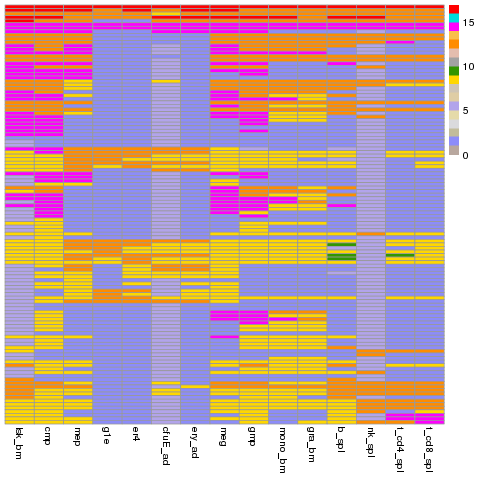 15
10
5
0
lsk_bm
cmp
mep
g1e
er4
cfuE_ad
ery_ad
meg
gmp
mono_bm
gra_bm
b_spl
nk_spl
t_cd4_spl
t_cd8_spl